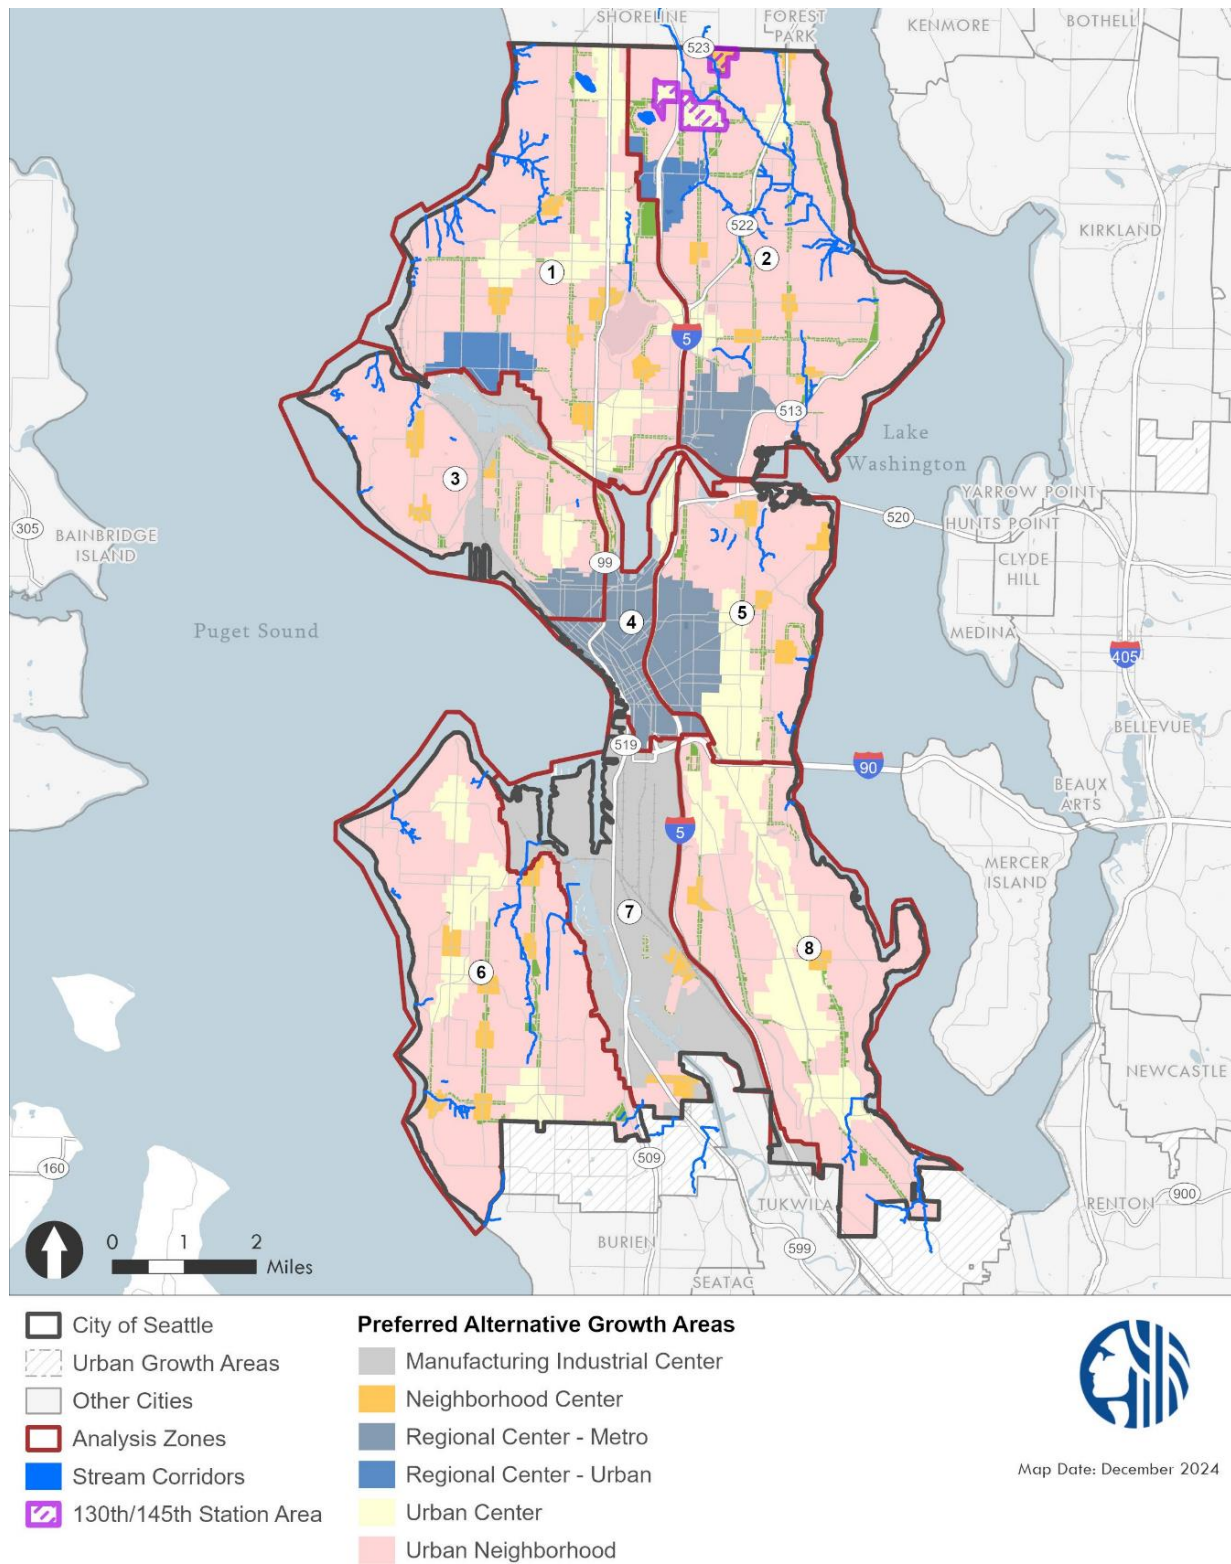 SHORELINE
FOREST
PARK
KENMORE
BOTHELL
523
522
1
2
KIRKLAND
5
513
Lake
Washington
3
YARROW POINT
305
BAINBRIDGE
ISLAND
520
HUNTS POINT
99
CLYDE
HILL
4
5
Puget Sound
MEDINA
405
519
BELLEVUE
90
BEAUX
ARTS
5
MERCER
ISLAND
7
8
6
NEWCASTLE
160
509
TUKWILA
RENTON
900
BURIEN
599
SEATAC
0 1 2
Miles
City of Seattle
Urban Growth Areas
Other Cities
Analysis Zones
Stream Corridors
130th/145th Station Area
Preferred Alternative Growth Areas
Manufacturing Industrial Center
Neighborhood Center
Regional Center - Metro
Regional Center - Urban
Urban Center
Urban Neighborhood
Map Date: December 2024